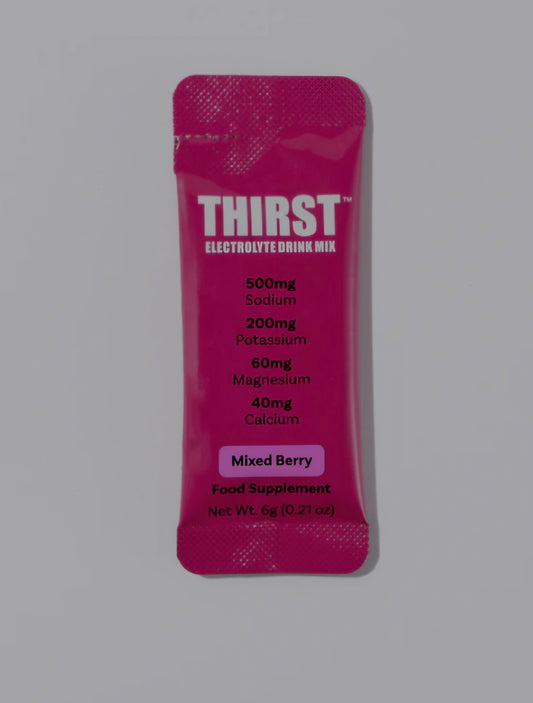 THIRST™
ELECTROLYTE DRINK MIX
500mg
Sodium
200mg
Potassium
60mg
Magnesium
40mg
Calcium
Mixed Berry
Food Supplement
Net Wt. 6g (0.21 oz)